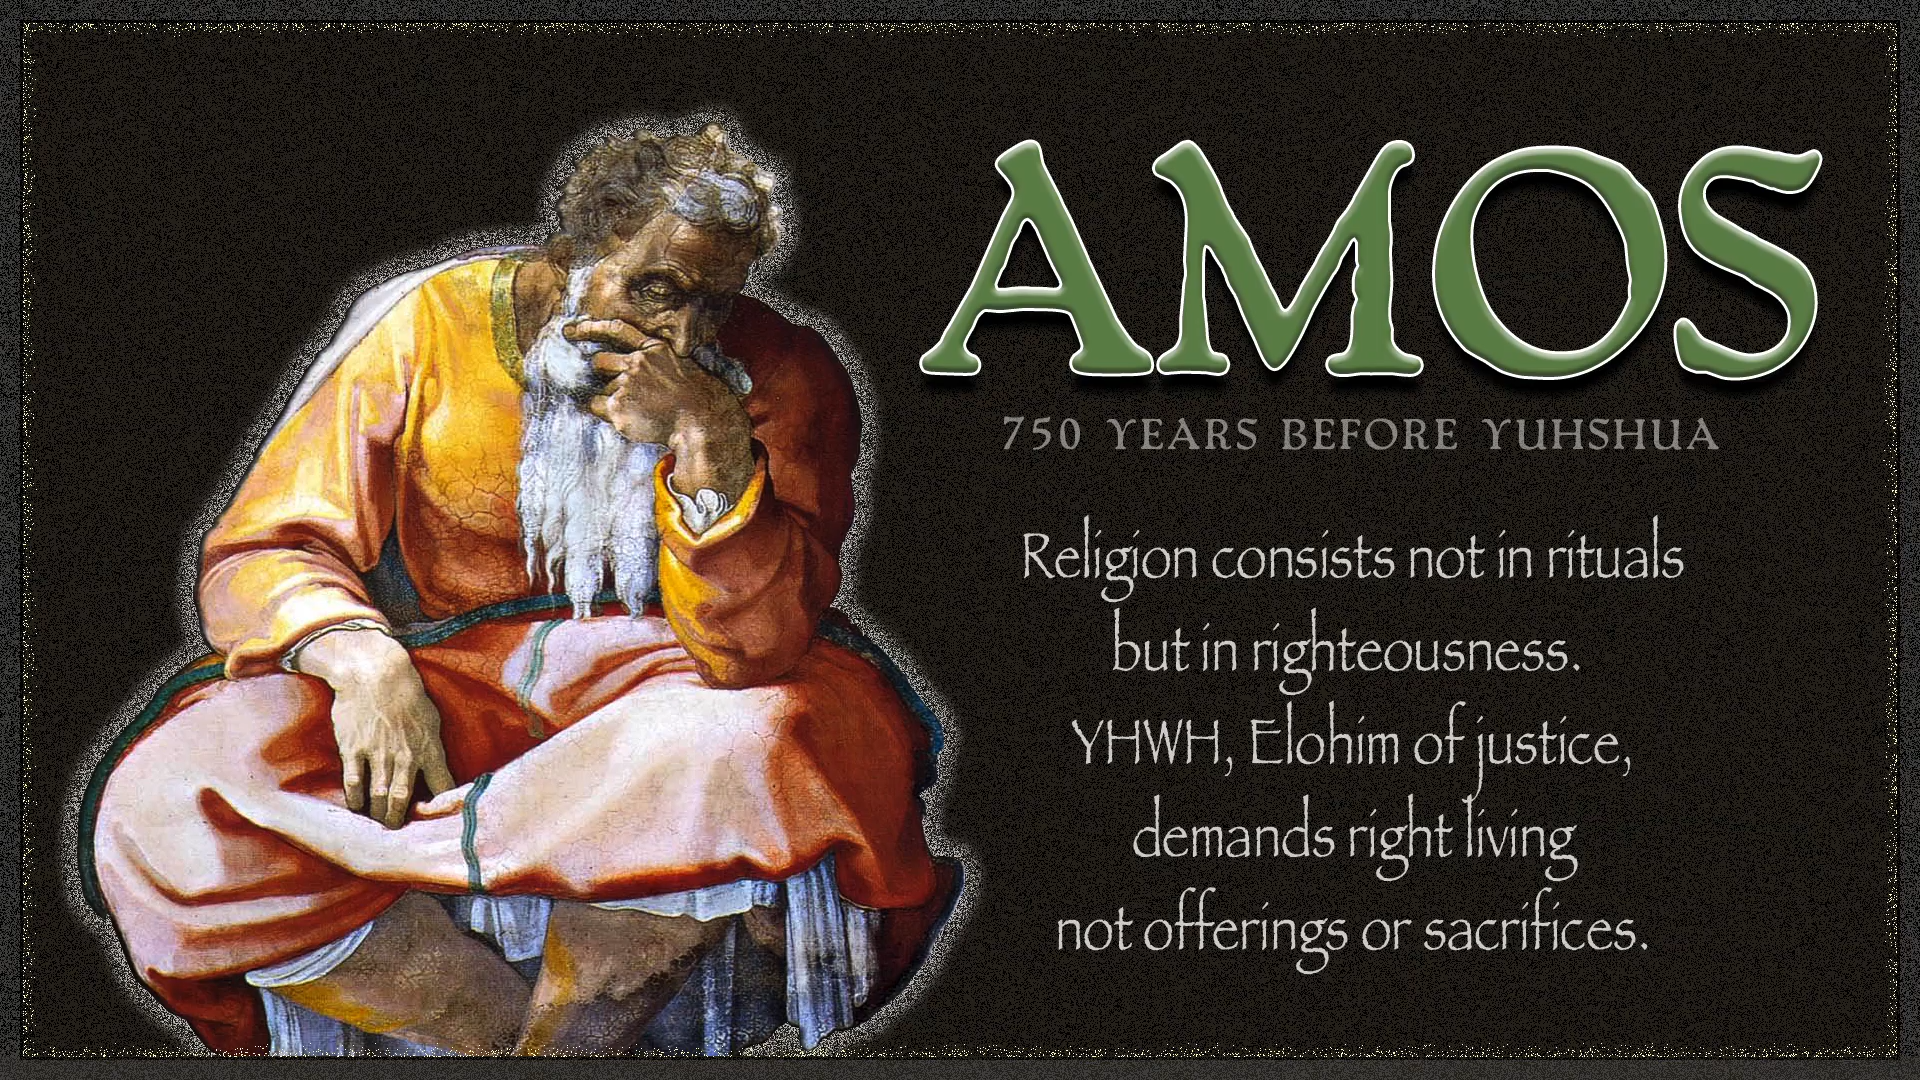 AMOS
750 YEARS BEFORE YUHSHUA
Religion consists not in rituals
but in righteousness.
YHWH, Elohim of justice,
demands right living
not offerings or sacrifices.